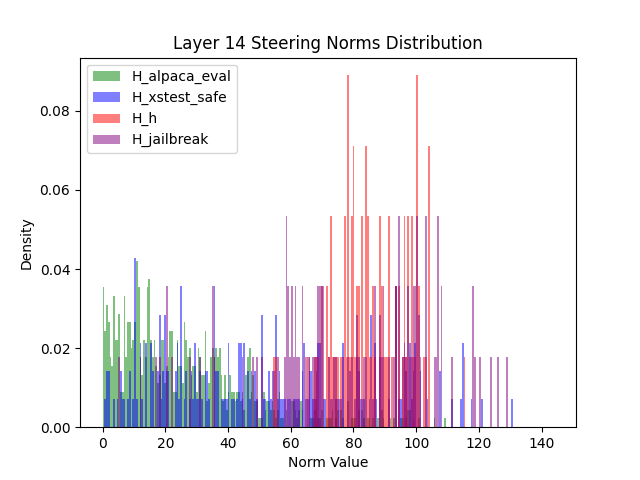 Layer 14 Steering Norms Distribution
H_alpaca_eval
H_xstest_safe
H_h
H_jailbreak
Density
0.08
0.06
0.04
0.02
0.00
0 20 40 60 80 100 120 140
Norm Value